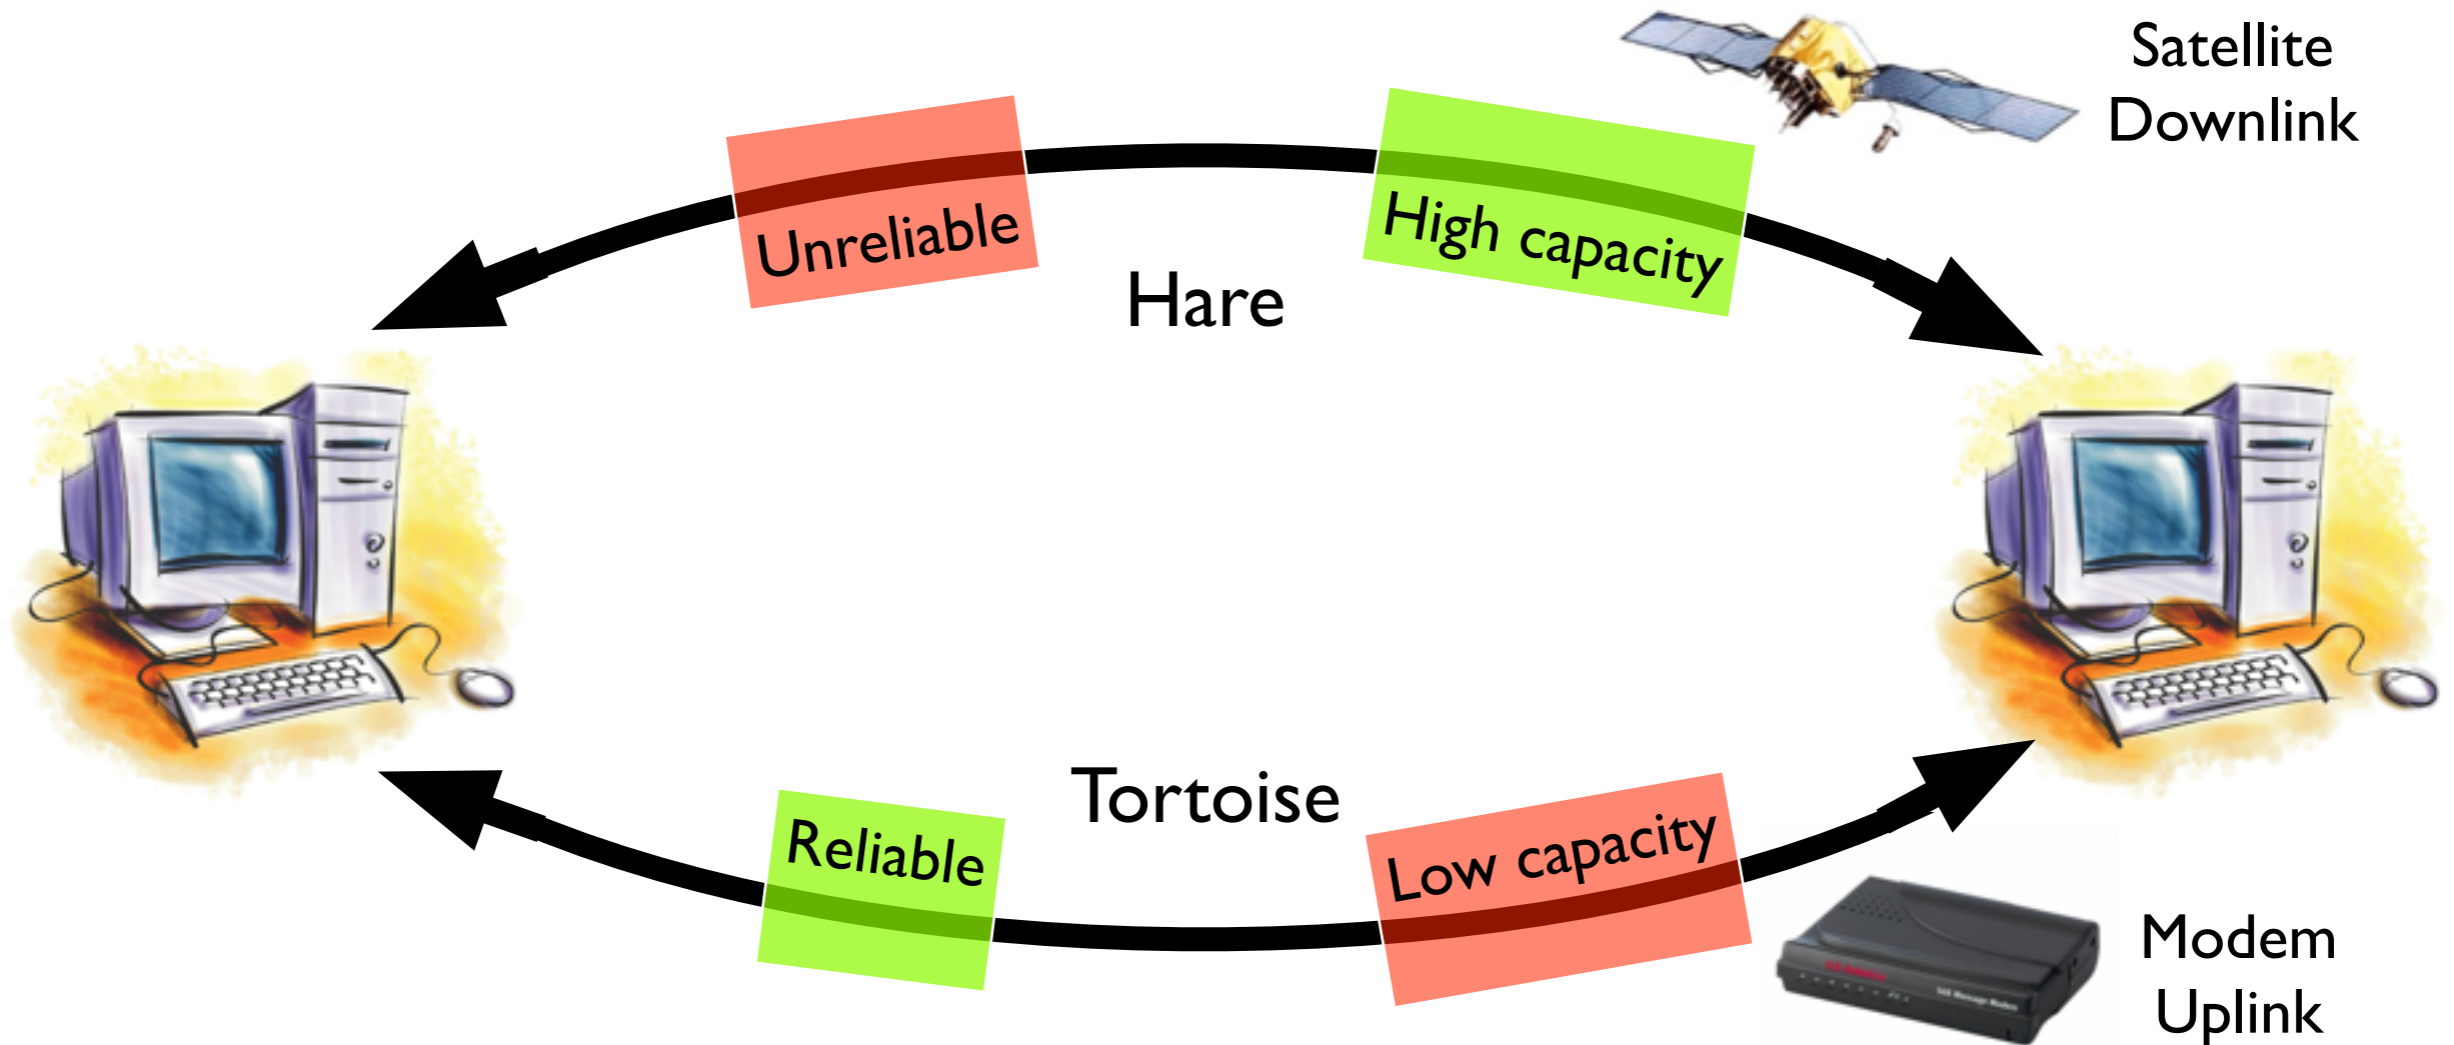 Satellite
Downlink
Unreliable
High capacity
Hare
Tortoise
Reliable
Low capacity
Modem
Uplink